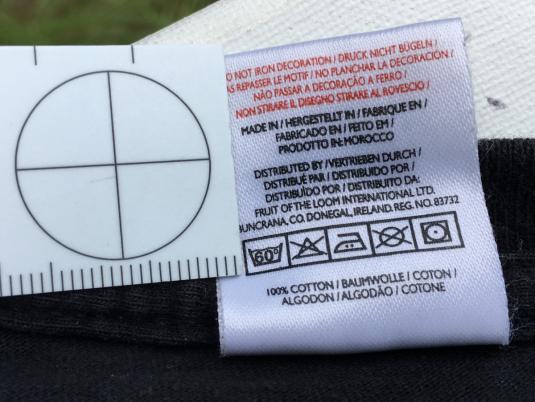 O NOT IRON DECORATION / DRUCK NICHT BÜGELN /
AS REPASSER LE MOTIF / NO PLANCHAR LA DECORACIÓN /
NÃO PASSAR A DECORAÇÃO A FERRO /
NON STIRARE IL DISEGNO STIRARE AL ROVESCIO /
MADE IN / HERGESTELLT IN / FABRIQUE EN /
FABRICADO EN / FEITO EM /
PRODOTTO IN: MOROCCO
DISTRIBUTED BY / VERTRIEBEN DURCH /
DISTRIBUÉ PAR / DISTRIBUIDO POR /
DISTRIBUÍDO POR / DISTRIBUITO DA:
FRUIT OF THE LOOM INTERNATIONAL LTD.
BUNCRANA, CO. DONEGAL, IRELAND. REG. NO. 83732
60°
100% COTTON / BAUMWOLLE / COTON /
ALGODON / ALGODÃO / COTONE